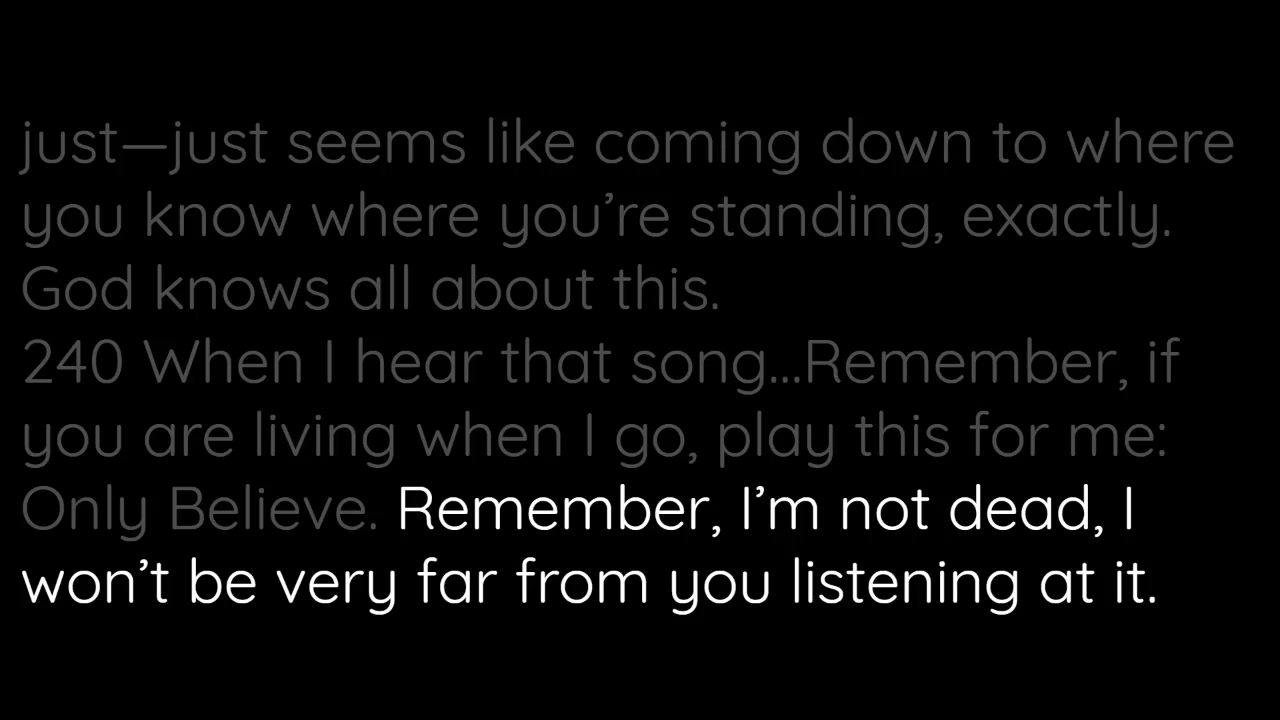 just—just seems like coming down to where
you know where you’re standing, exactly.
God knows all about this.
240 When I hear that song...Remember, if
you are living when I go, play this for me:
Only Believe. Remember, I’m not dead, I
won’t be very far from you listening at it.